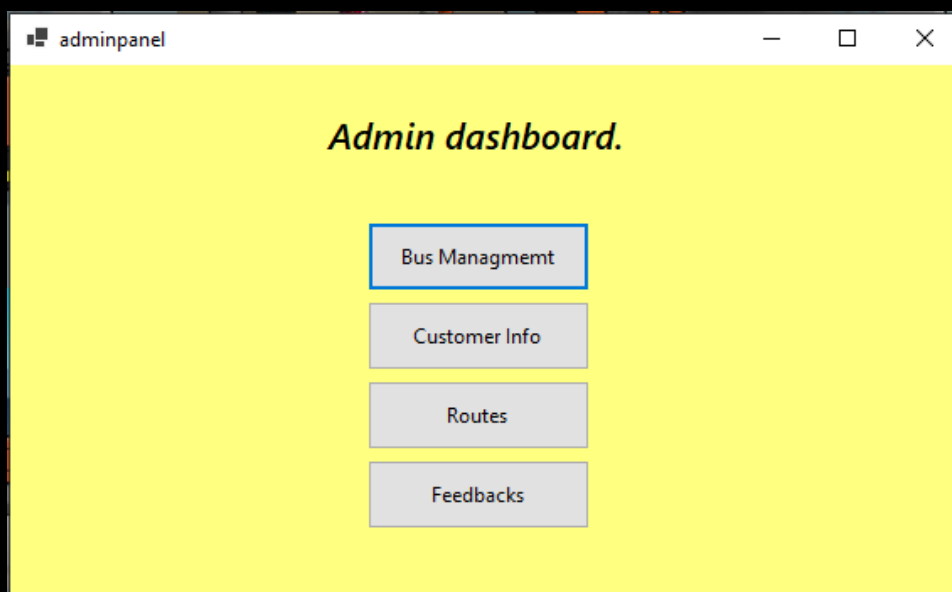 adminpanel
Admin dashboard.
Bus Managmemt
Customer Info
Routes
Feedbacks